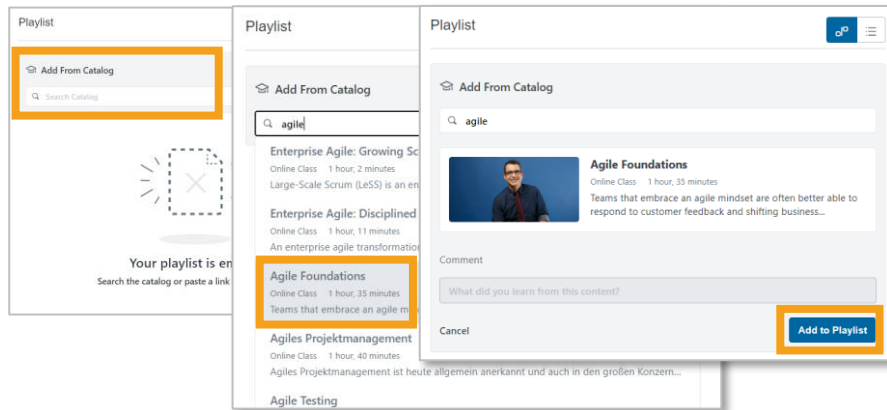 Playlist
Add From Catalog
Search Catalog
Your playlist is em
Search the catalog or paste a link
Playlist
Add From Catalog
agile
Enterprise Agile: Growing Sc
Online Class 1 hour, 2 minutes
Large-Scale Scrum (LeSS) is an en
Enterprise Agile: Disciplined
Online Class 1 hour, 11 minutes
An enterprise agile transformation
Agile Foundations
Online Class 1 hour, 35 minutes
Teams that embrace an agile m
Agiles Projektmanagement
Online Class 1 hour, 40 minutes
Agiles Projektmanagement ist heute allgemein anerkannt und auch in den großen Konzern...
Agile Testing
Playlist
Add From Catalog
agile
Agile Foundations
Online Class 1 hour, 35 minutes
Teams that embrace an agile mindset are often better able to
respond to customer feedback and shifting business...
Comment
What did you learn from this content?
Cancel
Add to Playlist